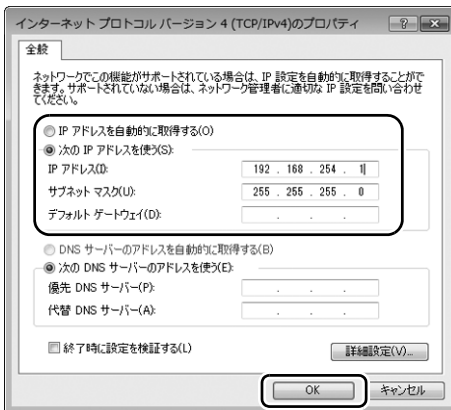 インターネット プロトコル バージョン 4 (TCP/IPv4)のプロパティ
全般
ネットワークでこの機能がサポートされている場合は、IP 設定を自動的に取得することがで
きます。サポートされていない場合は、ネットワーク管理者に適切な IP 設定を問い合わせ
てください。
IP アドレスを自動的に取得する(O)
次の IP アドレスを使う(S):
IP アドレス(I): 192 . 168 . 254 . 1
サブネット マスク(U): 255 . 255 . 255 . 0
デフォルト ゲートウェイ(D): . . .
DNS サーバーのアドレスを自動的に取得する(B)
次の DNS サーバーのアドレスを使う(E):
優先 DNS サーバー(P): . . .
代替 DNS サーバー(A): . . .
終了時に設定を検証する(L)
詳細設定(V)...
OK キャンセル